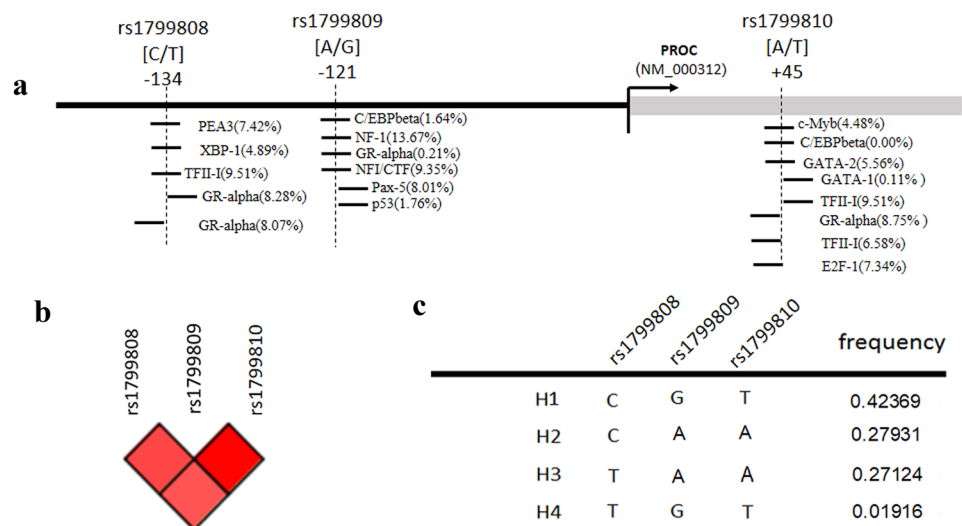 a
rs1799808
[C/T]
-134
rs1799809
[A/G]
-121
PROC
(NM_000312)
rs1799810
[A/T]
+45
PEA3(7.42%)
XBP-1(4.89%)
TFII-I(9.51%)
GR-alpha(8.28%)
GR-alpha(8.07%)
C/EBPbeta(1.64%)
NF-1(13.67%)
GR-alpha(0.21%)
NFI/CTF(9.35%)
Pax-5(8.01%)
p53(1.76%)
c-Myb(4.48%)
C/EBPbeta(0.00%)
GATA-2(5.56%)
GATA-1(0.11% )
TFII-I(9.51%)
GR-alpha(8.75% )
TFII-I(6.58%)
E2F-1(7.34%)
b
rs1799808
rs1799809
rs1799810
c
rs1799808 rs1799809 rs1799810 frequency
H1 C G T 0.42369
H2 C A A 0.27931
H3 T A A 0.27124
H4 T G T 0.01916